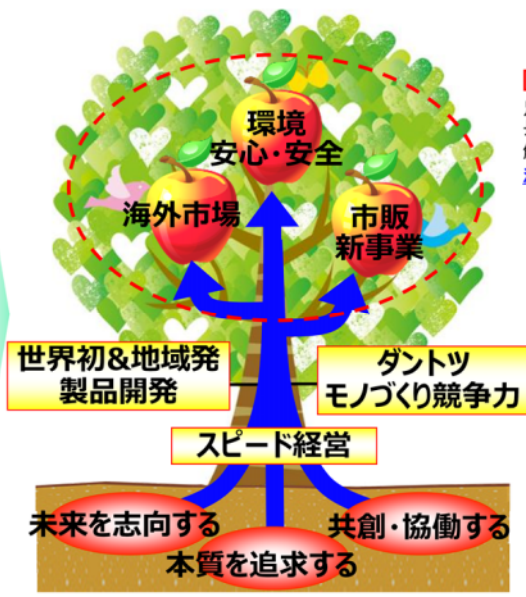 環境
安心・安全
海外市場
市販
新事業
世界初&地域発
製品開発
ダントツ
モノづくり競争力
スピード経営
未来を志向する
共創・協働する
本質を追求する